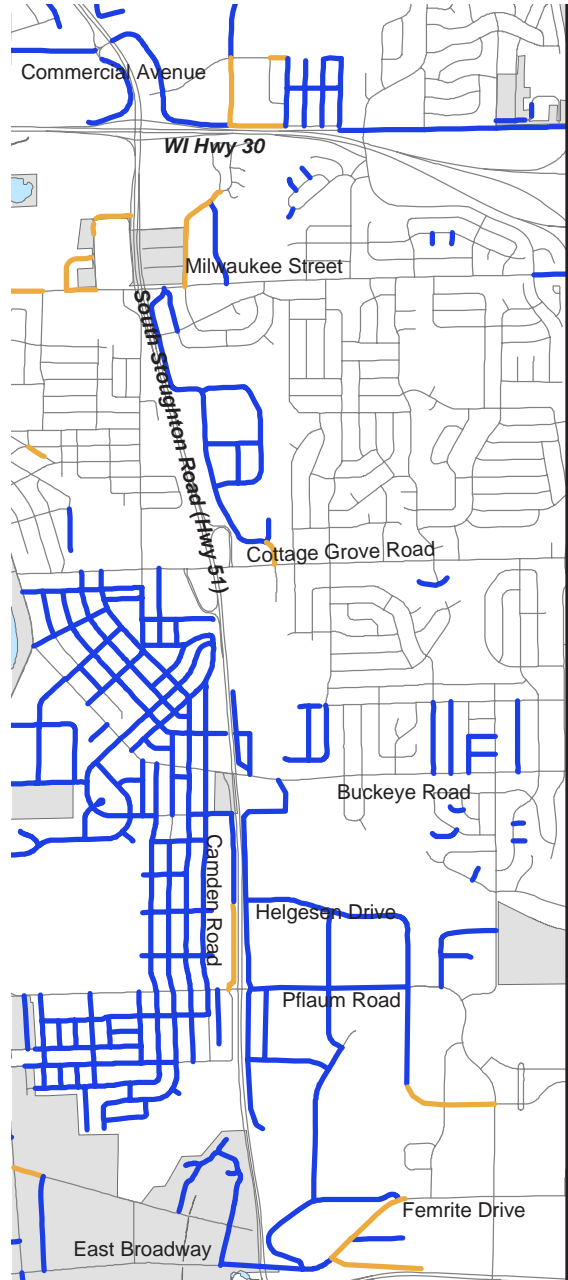 Commercial Avenue
WI Hwy 30
Milwaukee Street
South Stoughton Road (Hwy 51)
Cottage Grove Road
Buckeye Road
Camden Road
Helgesen Drive
Pflaum Road
Femrite Drive
East Broadway